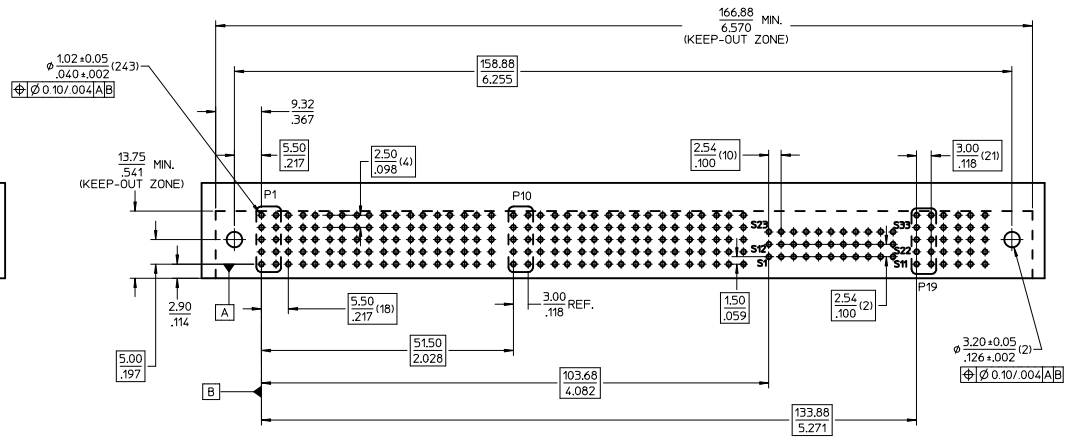 166.88 MIN.
6.570
(KEEP-OUT ZONE)
⌀ 1.02±0.05 (243)
.040±.002
⌖ ⌀ 0.10/.004 A B
158.88
6.255
9.32
.367
5.50
.217
2.50 (4)
.098
2.54 (10)
.100
3.00 (21)
.118
13.75 MIN.
.541
(KEEP-OUT ZONE)
P1
P10
S23
S33
S12
S22
S1
S11
P19
2.90
.114
A
5.50 (18)
.217
3.00 REF.
.118
1.50
.059
2.54 (2)
.100
5.00
.197
51.50
2.028
⌀ 3.20±0.05 (2)
.126±.002
⌖ ⌀ 0.10/.004 A B
B
103.68
4.082
133.88
5.271